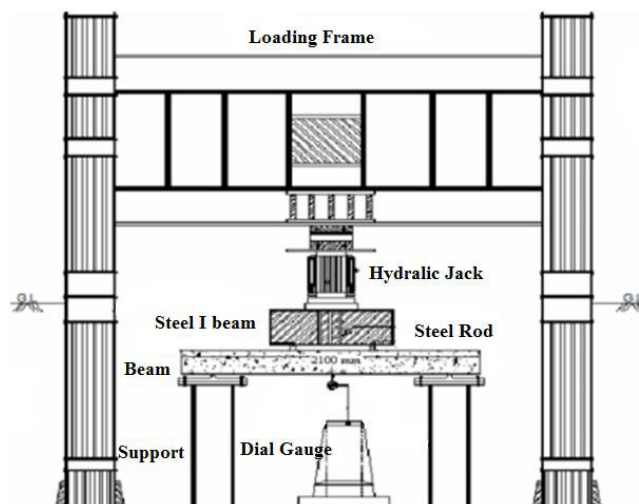 Loading Frame
Hydralic Jack
Steel I beam
Steel Rod
2100 mm
Beam
Support
Dial Gauge